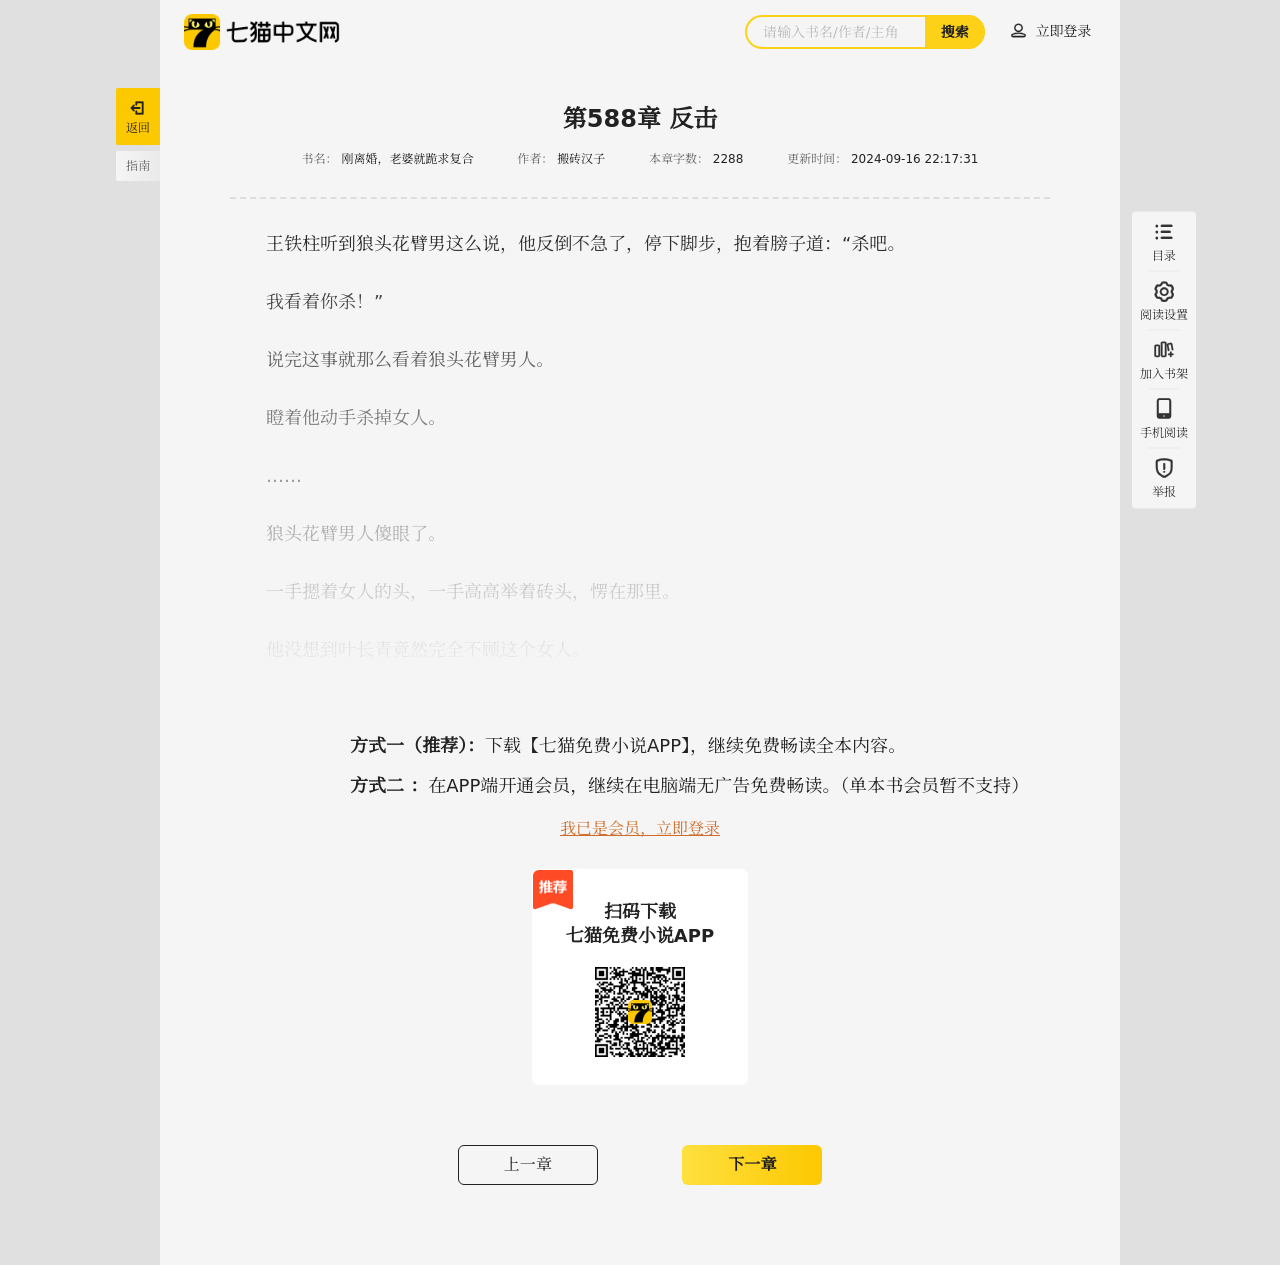 七猫中文网
请输入书名/作者/主角
搜索
立即登录
返回
指南
第588章 反击
书名： 刚离婚，老婆就跪求复合 作者： 搬砖汉子 本章字数： 2288 更新时间： 2024-09-16 22:17:31
王铁柱听到狼头花臂男这么说，他反倒不急了，停下脚步，抱着膀子道：“杀吧。
我看着你杀！”
说完这事就那么看着狼头花臂男人。
瞪着他动手杀掉女人。
……
狼头花臂男人傻眼了。
一手摁着女人的头，一手高高举着砖头，愣在那里。
他没想到叶长青竟然完全不顾这个女人。
目录
阅读设置
加入书架
手机阅读
举报
方式一（推荐）： 下载【七猫免费小说APP】，继续免费畅读全本内容。
方式二 ： 在APP端开通会员，继续在电脑端无广告免费畅读。（单本书会员暂不支持）
我已是会员，立即登录
推荐
扫码下载
七猫免费小说APP
上一章
下一章